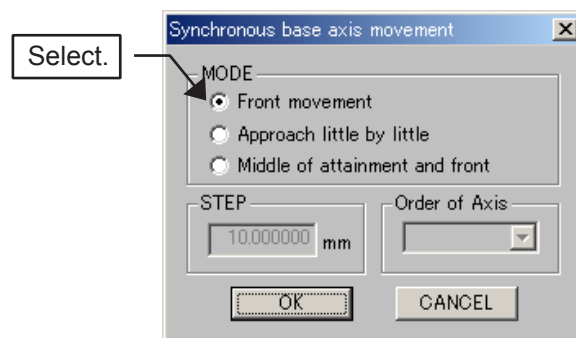 Synchronous base axis movement
Select.
MODE
Front movement
Approach little by little
Middle of attainment and front
STEP
10.000000 mm
Order of Axis
OK
CANCEL